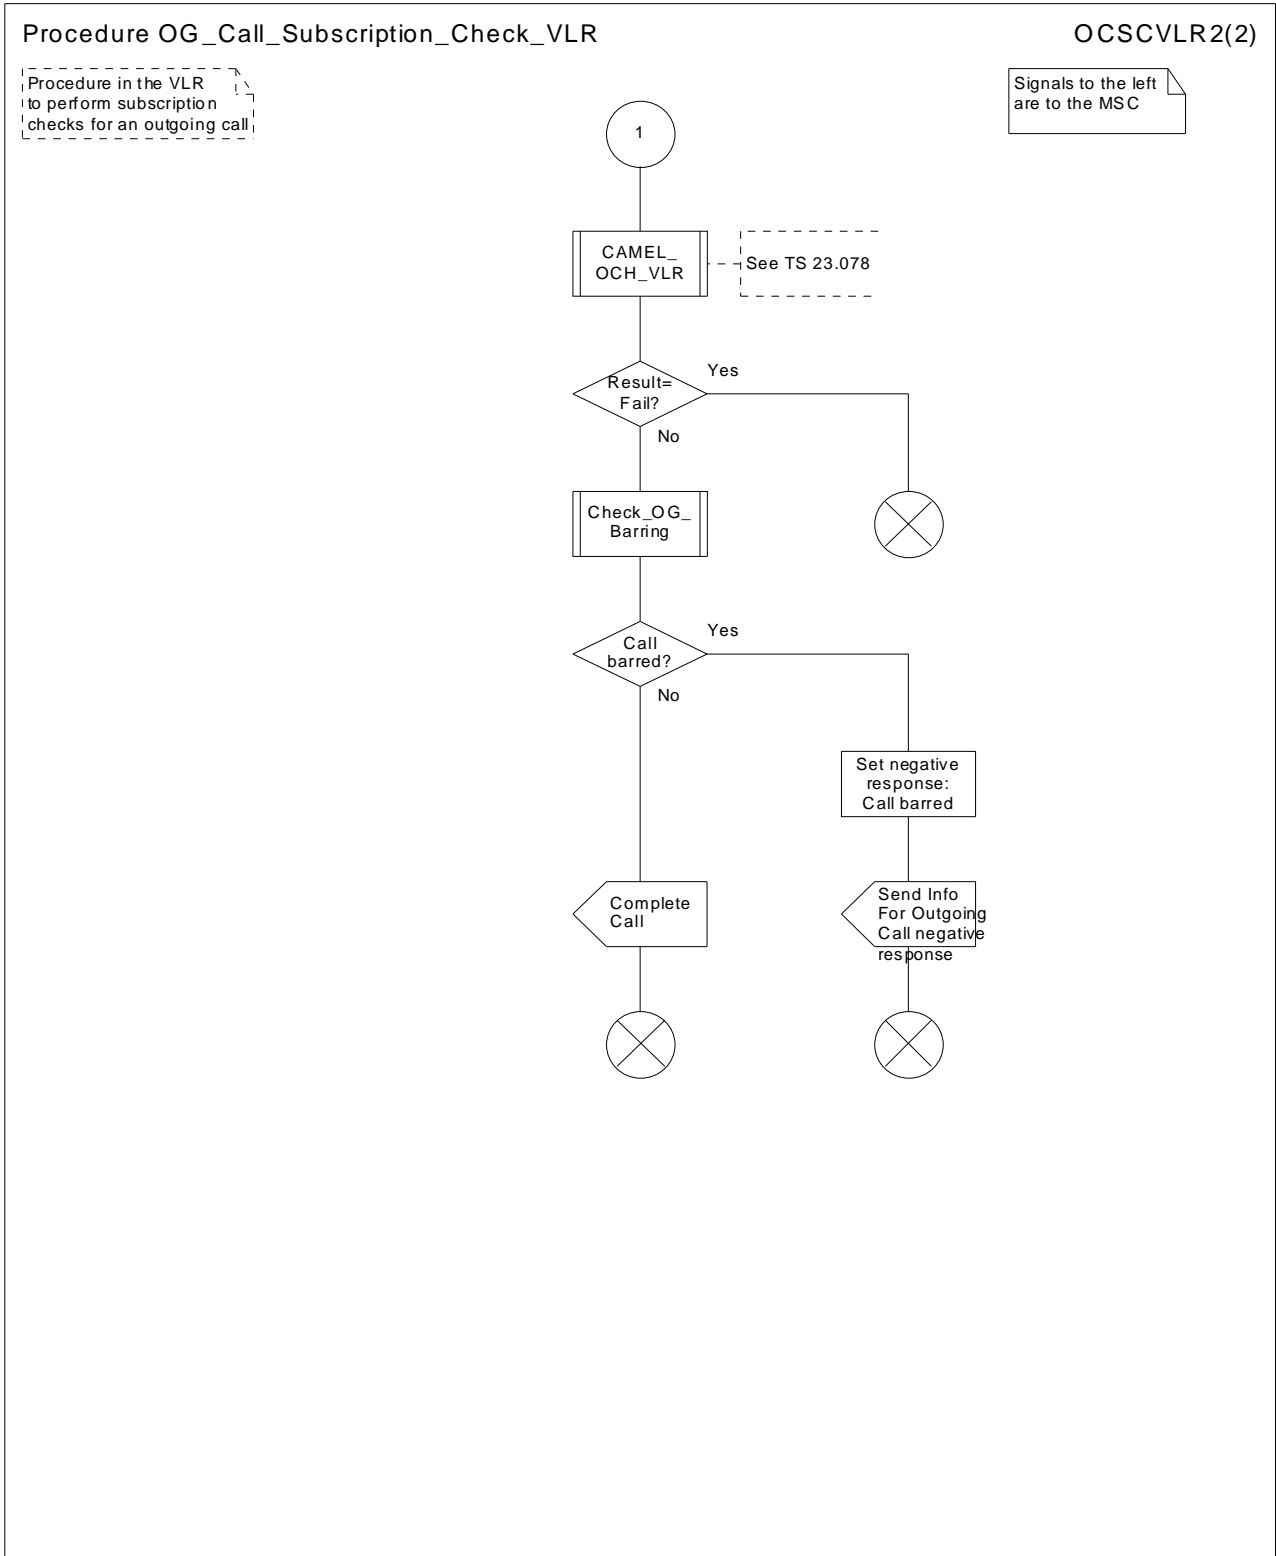 Procedure OG_Call_Subscription_Check_VLR
OCSCVLR2(2)
Procedure in the VLR
to perform subscription
checks for an outgoing call
Signals to the left
are to the MSC
1
CAMEL_
OCH_VLR
See TS 23.078
Result=
Fail?
Yes
No
Check_OG_
Barring
Call
barred?
Yes
No
Set negative
response:
Call barred
Complete
Call
Send Info
For Outgoing
Call negative
response